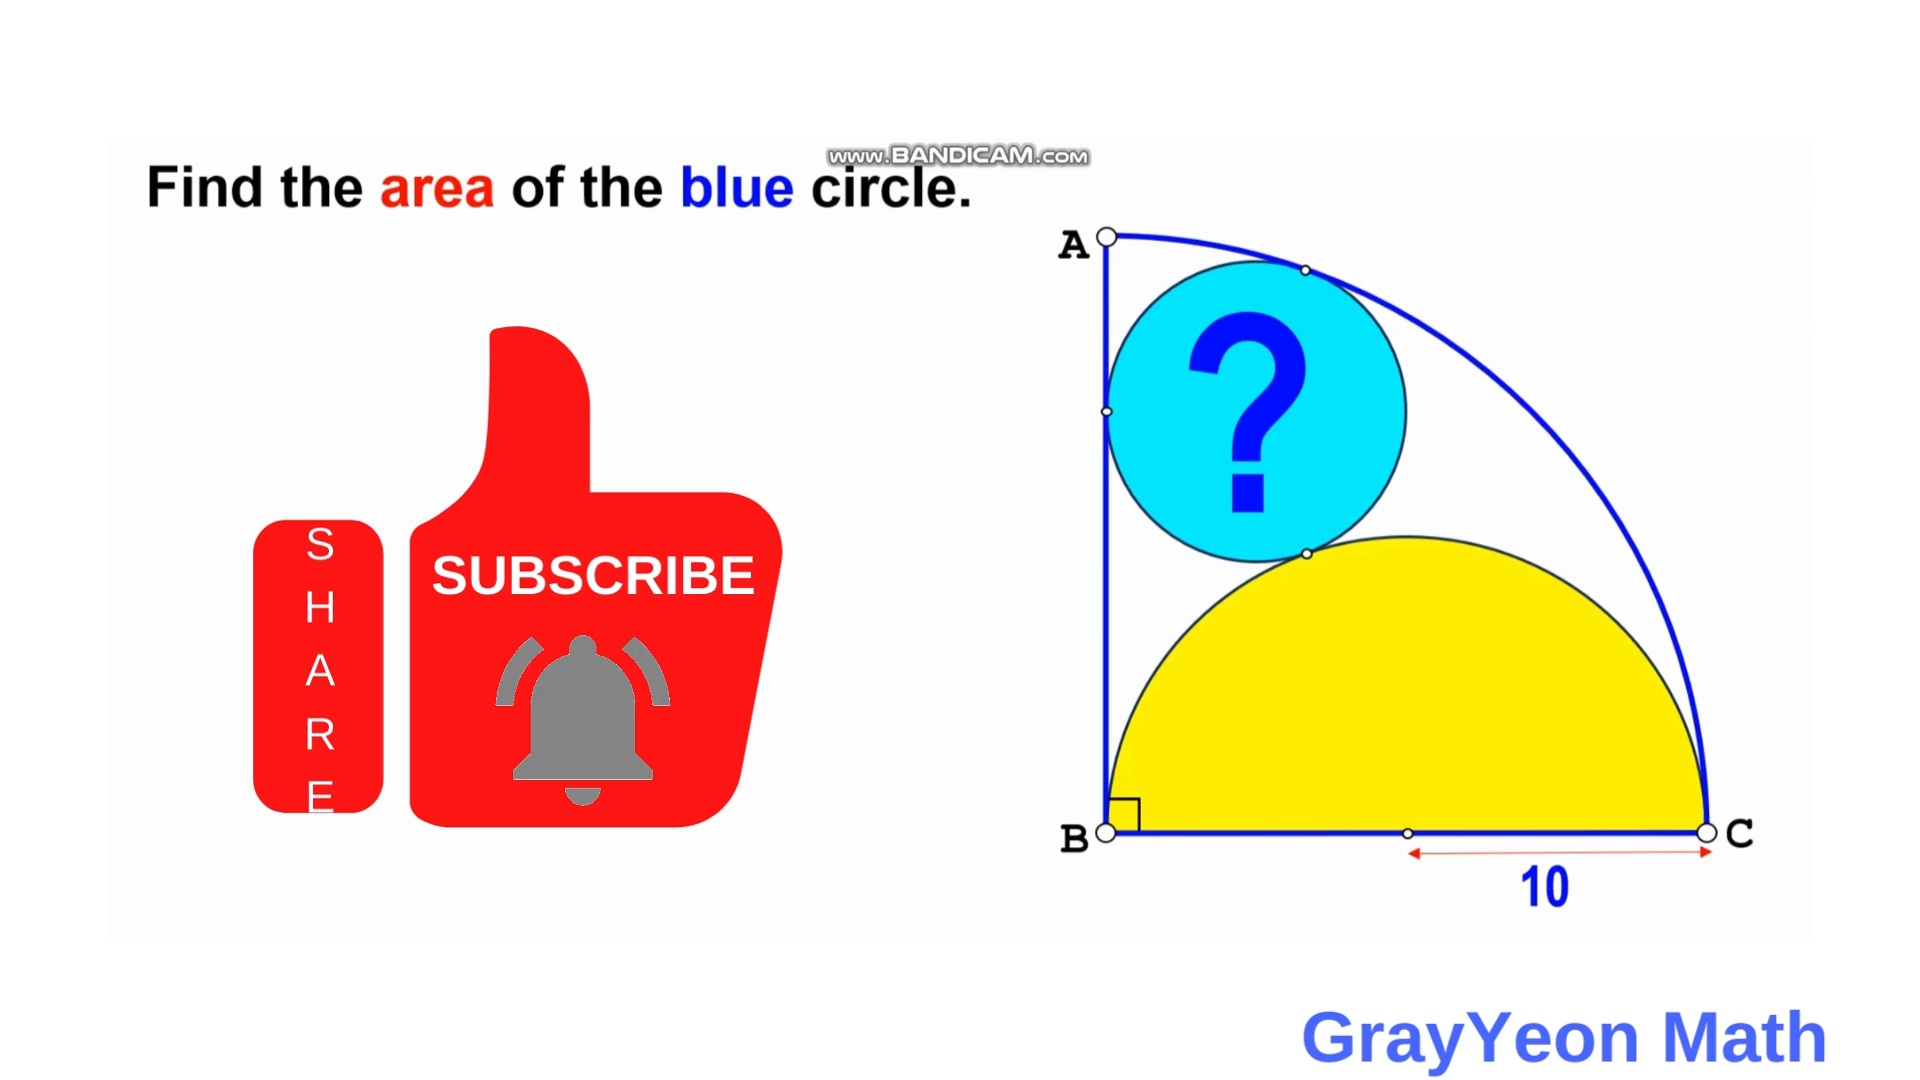 www.BANDICAM.com
Find the area of the blue circle.
A
?
SUBSCRIBE
S
H
A
R
E
B
C
10
GrayYeon Math